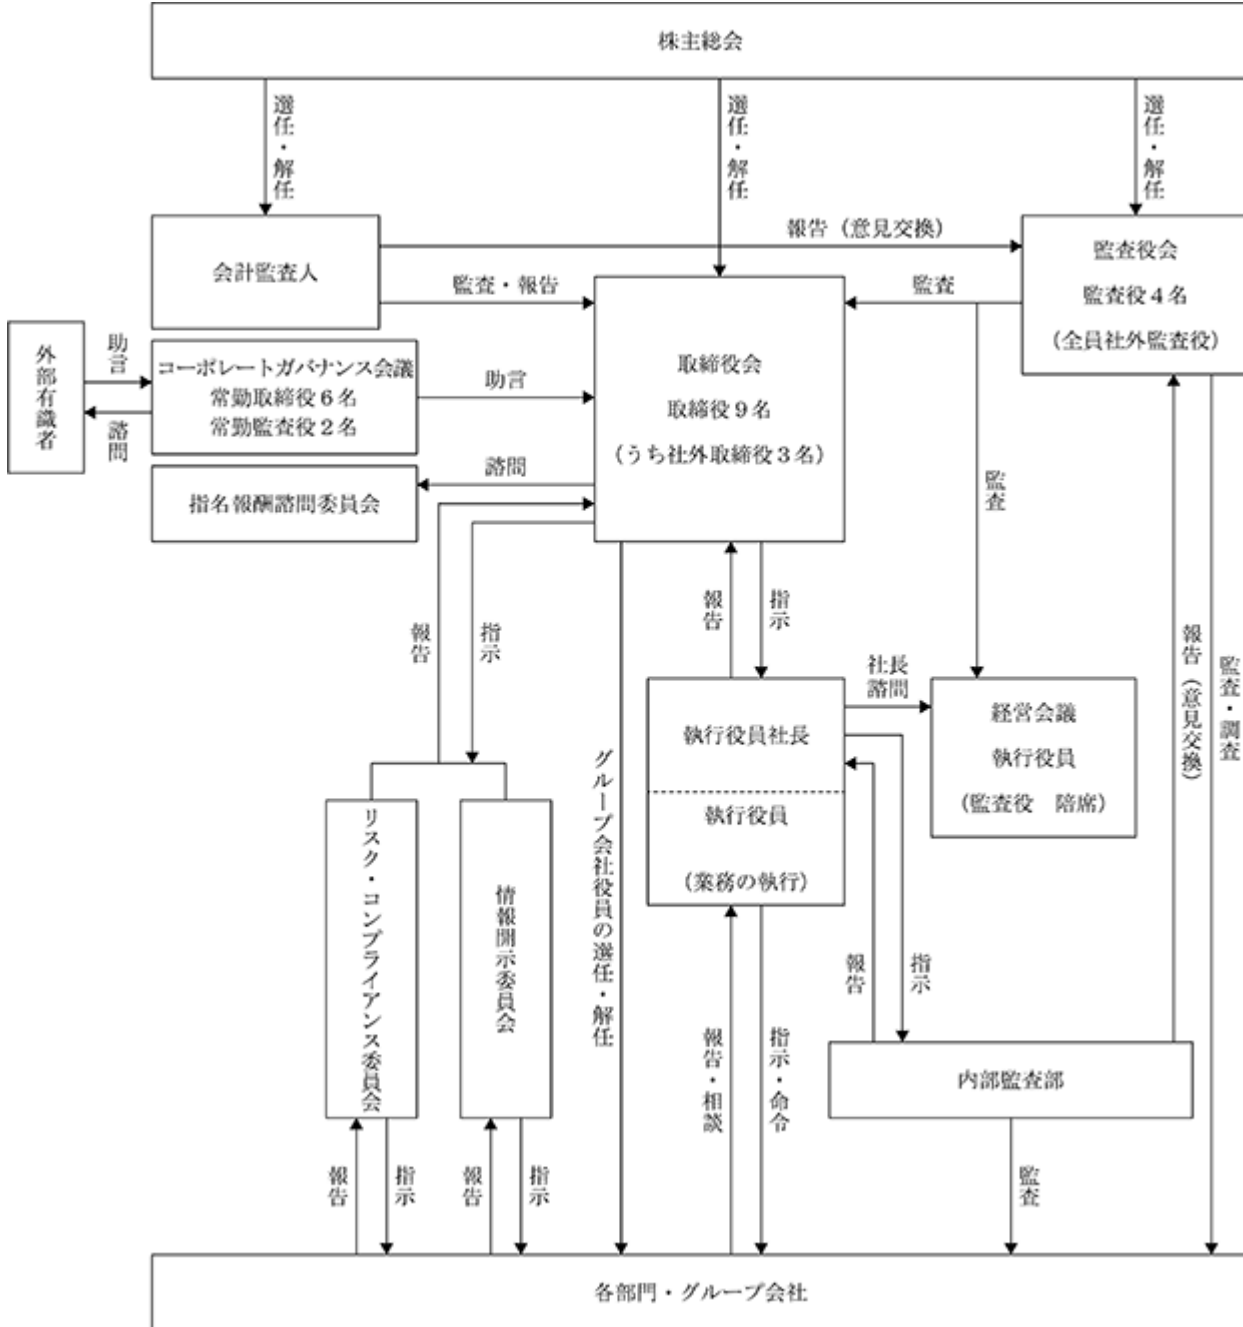 株主総会
選任・解任
選任・解任
選任・解任
会計監査人
報告（意見交換）
監査役会
監査役４名
（全員社外監査役）
監査・報告
監査
外部有識者
助言
諮問
コーポレートガバナンス会議
常勤取締役６名
常勤監査役２名
助言
取締役会
取締役９名
（うち社外取締役３名）
諮問
指名報酬諮問委員会
監査
報告
指示
報告
指示
グループ会社役員の選任・解任
社長
諮問
執行役員社長
執行役員
（業務の執行）
経営会議
執行役員
（監査役　陪席）
報告（意見交換）
監査・調査
リスク・コンプライアンス委員会
情報開示委員会
報告
指示
内部監査部
報告・相談
指示・命令
報告
指示
報告
指示
監査
各部門・グループ会社